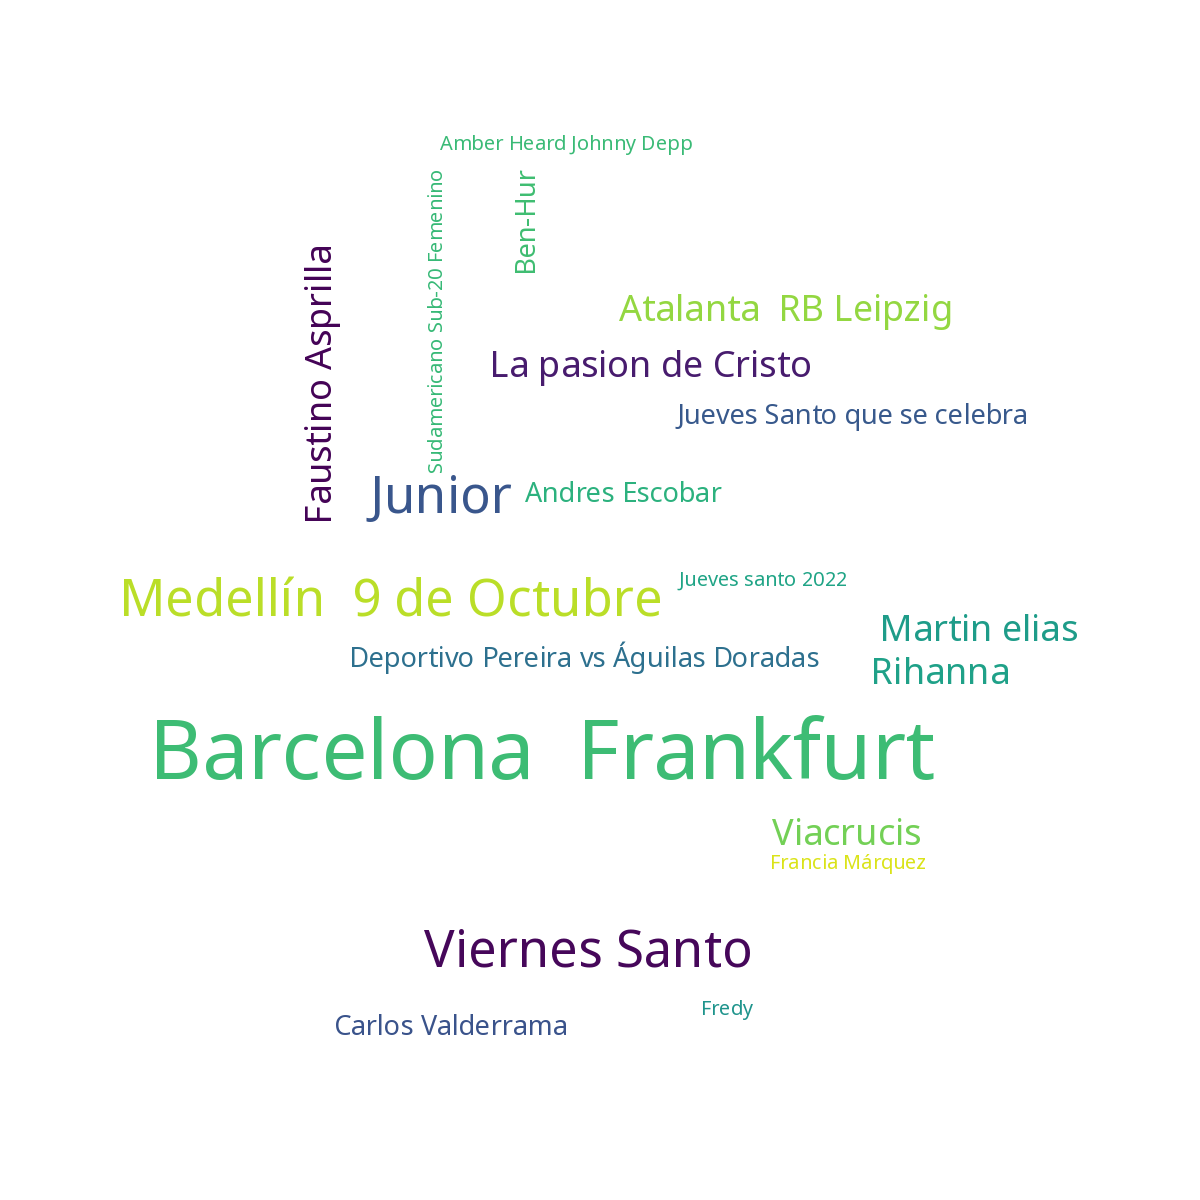 Amber Heard Johnny Depp
Sudamericano Sub-20 Femenino
Ben-Hur
Faustino Asprilla
Atalanta  RB Leipzig
La pasion de Cristo
Jueves Santo que se celebra
Junior
Andres Escobar
Medellín  9 de Octubre
Jueves santo 2022
Martin elias
Deportivo Pereira vs Águilas Doradas
Rihanna
Barcelona  Frankfurt
Viacrucis
Francia Márquez
Viernes Santo
Fredy
Carlos Valderrama